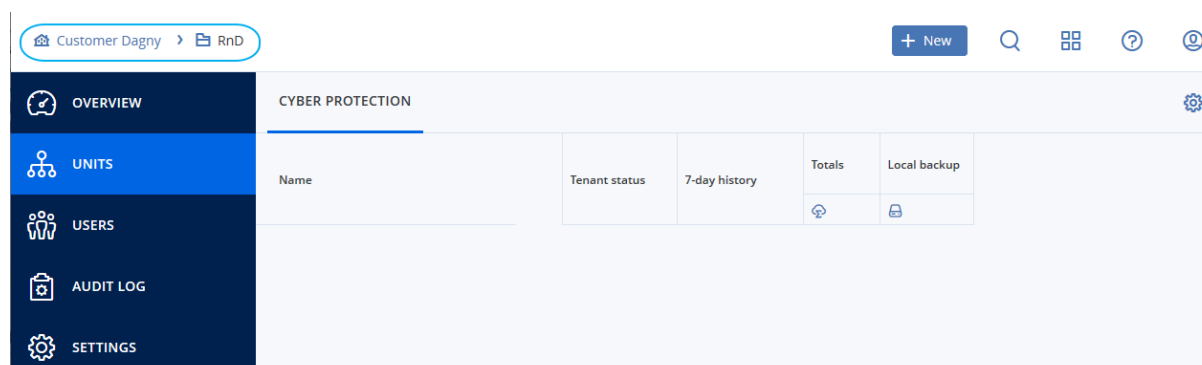 Customer Dagny > RnD
+ New
OVERVIEW
UNITS
USERS
AUDIT LOG
SETTINGS
CYBER PROTECTION
Name
Tenant status
7-day history
Totals
Local backup